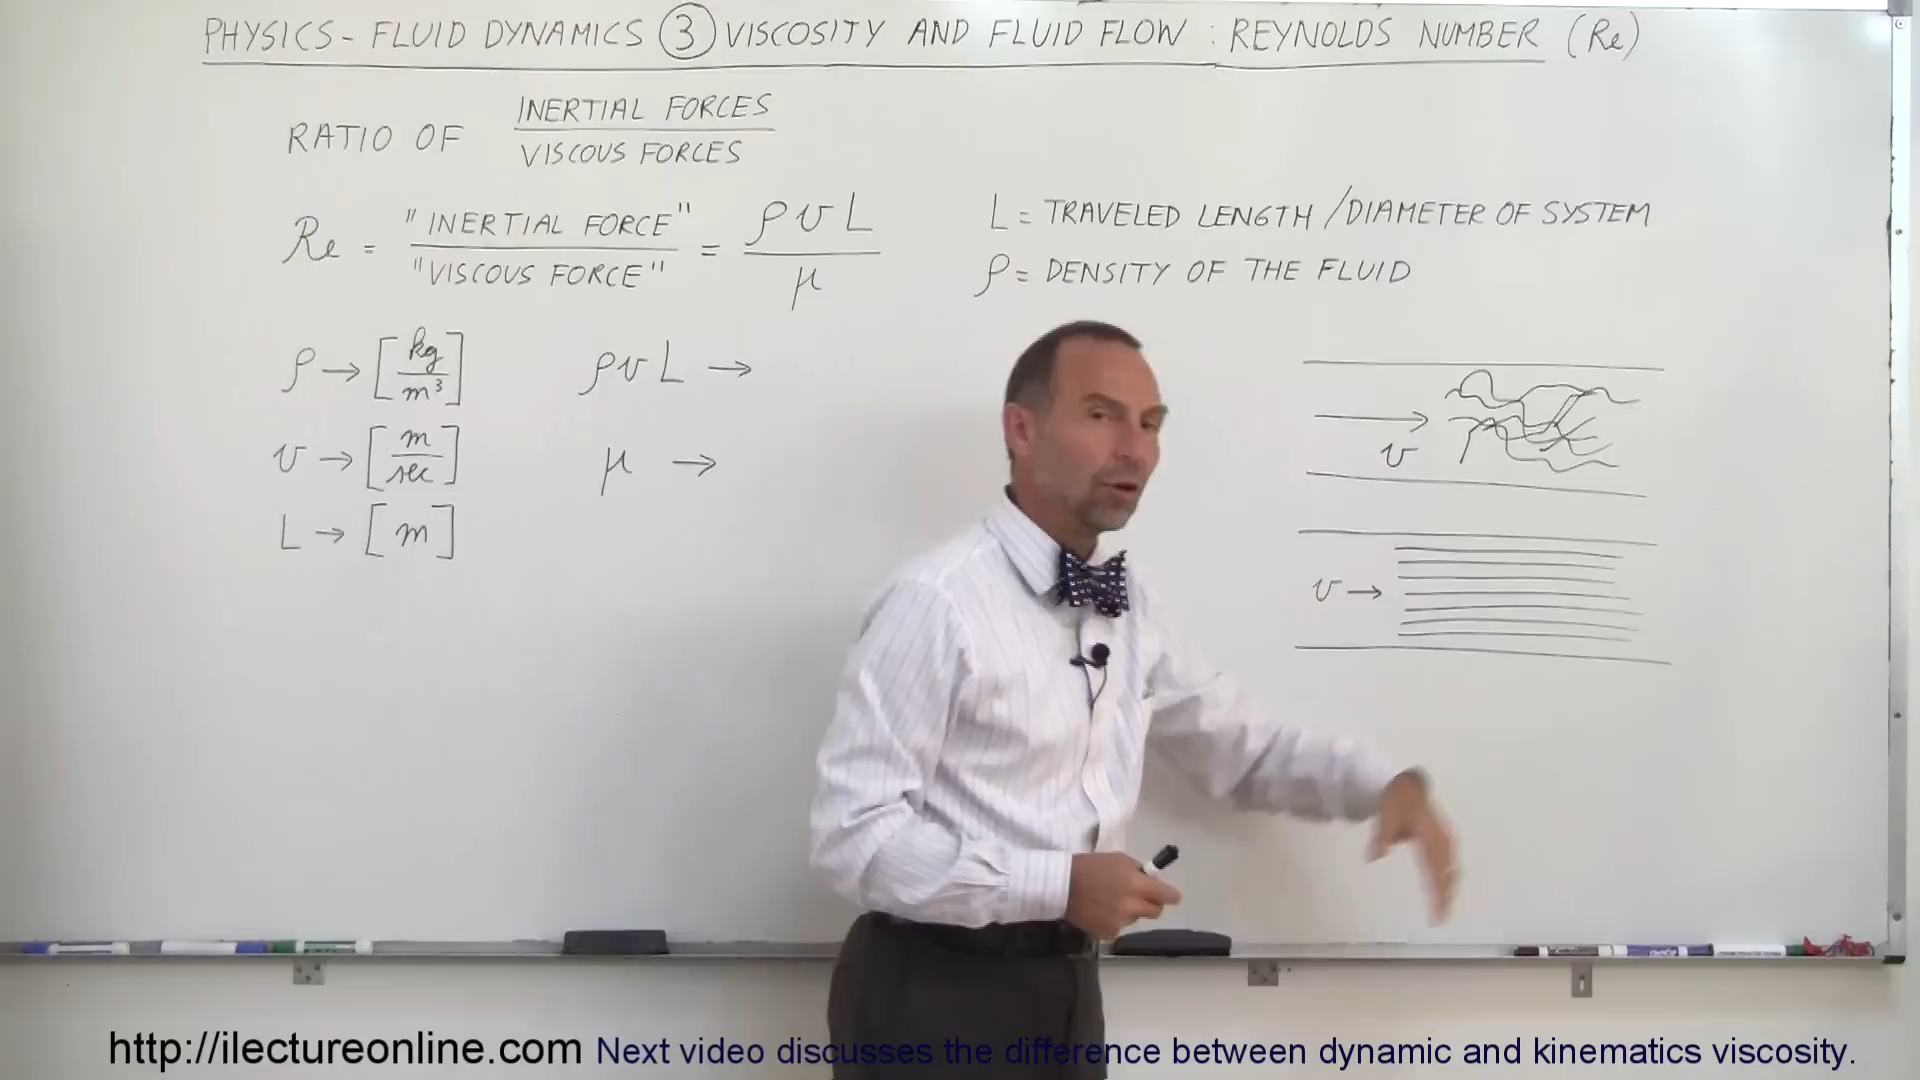 PHYSICS - FLUID DYNAMICS ③ VISCOSITY AND FLUID FLOW : REYNOLDS NUMBER (Re)
RATIO OF INERTIAL FORCES / VISCOUS FORCES
Re = "INERTIAL FORCE" / "VISCOUS FORCE" = ρvL / μ
L = TRAVELED LENGTH / DIAMETER OF SYSTEM
ρ = DENSITY OF THE FLUID
ρ → [kg/m³]
v → [m/sec]
L → [m]
ρvL →
μ →
v
v →
http://ilectureonline.com Next video discusses the difference between dynamic and kinematics viscosity.